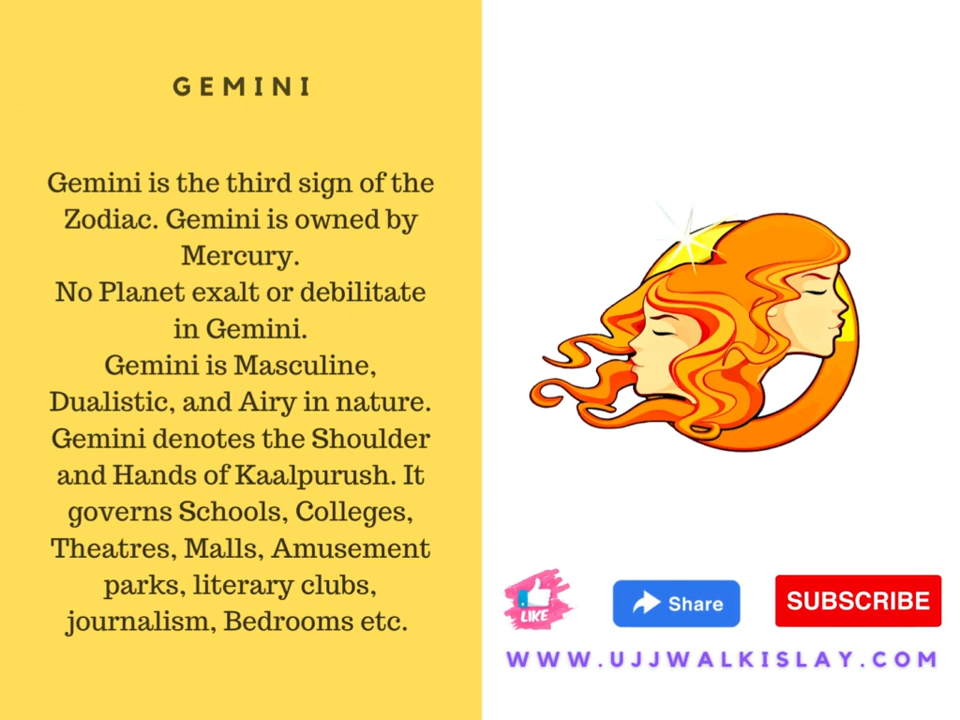 GEMINI
Gemini is the third sign of the
Zodiac. Gemini is owned by
Mercury.
No Planet exalt or debilitate
in Gemini.
Gemini is Masculine,
Dualistic, and Airy in nature.
Gemini denotes the Shoulder
and Hands of Kaalpurush. It
governs Schools, Colleges,
Theatres, Malls, Amusement
parks, literary clubs,
journalism, Bedrooms etc.
LIKE
Share
SUBSCRIBE
WWW.UJJWALKISLAY.COM